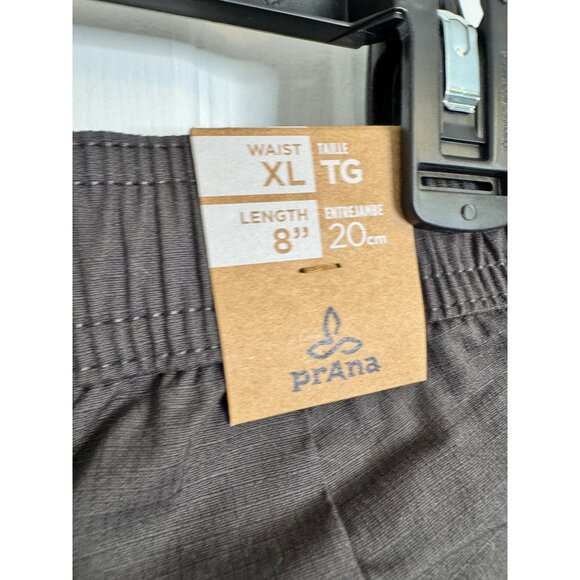 WAIST TAILLE
XL TG
LENGTH ENTREJAMBE
8” 20cm
prAna